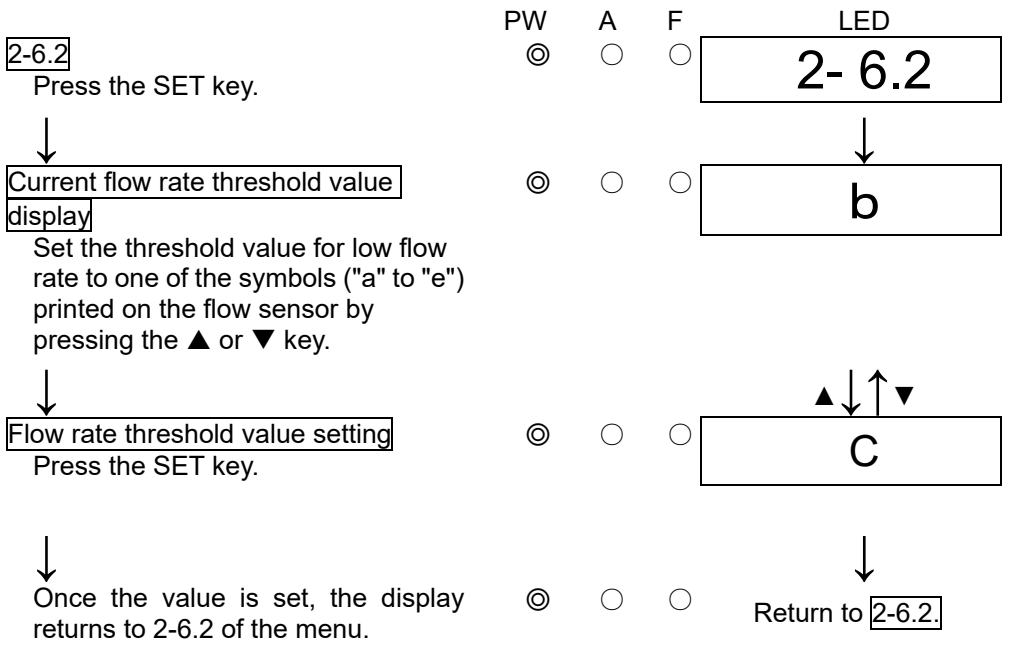 PW A F LED
2-6.2 ◎ ○ ○ 2- 6.2
Press the SET key.
↓ ↓
Current flow rate threshold value ◎ ○ ○ b
display
Set the threshold value for low flow
rate to one of the symbols ("a" to "e")
printed on the flow sensor by
pressing the ▲ or ▼ key.
↓ ▲↓↑▼
Flow rate threshold value setting ◎ ○ ○ C
Press the SET key.
↓ ↓
Once the value is set, the display ◎ ○ ○ Return to 2-6.2.
returns to 2-6.2 of the menu.